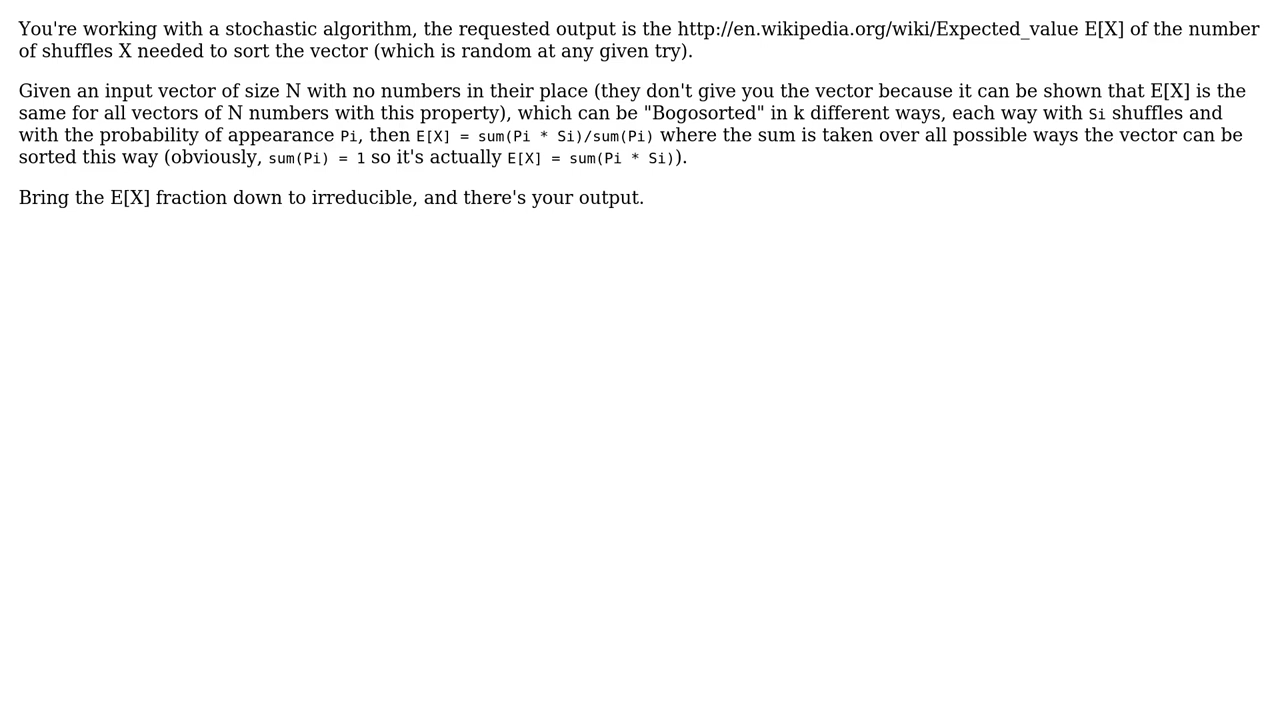 You're working with a stochastic algorithm, the requested output is the http://en.wikipedia.org/wiki/Expected_value E[X] of the number
of shuffles X needed to sort the vector (which is random at any given try).
Given an input vector of size N with no numbers in their place (they don't give you the vector because it can be shown that E[X] is the
same for all vectors of N numbers with this property), which can be "Bogosorted" in k different ways, each way with Si shuffles and
with the probability of appearance Pi, then E[X] = sum(Pi * Si)/sum(Pi) where the sum is taken over all possible ways the vector can be
sorted this way (obviously, sum(Pi) = 1 so it's actually E[X] = sum(Pi * Si)).
Bring the E[X] fraction down to irreducible, and there's your output.